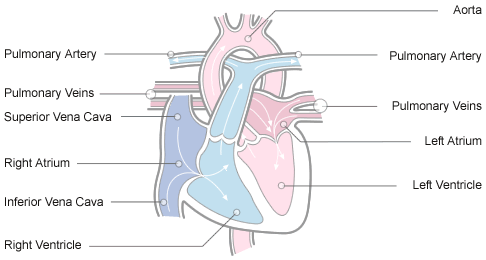 Aorta
Pulmonary Artery
Pulmonary Artery
Pulmonary Veins
Pulmonary Veins
Superior Vena Cava
Left Atrium
Right Atrium
Left Ventricle
Inferior Vena Cava
Right Ventricle